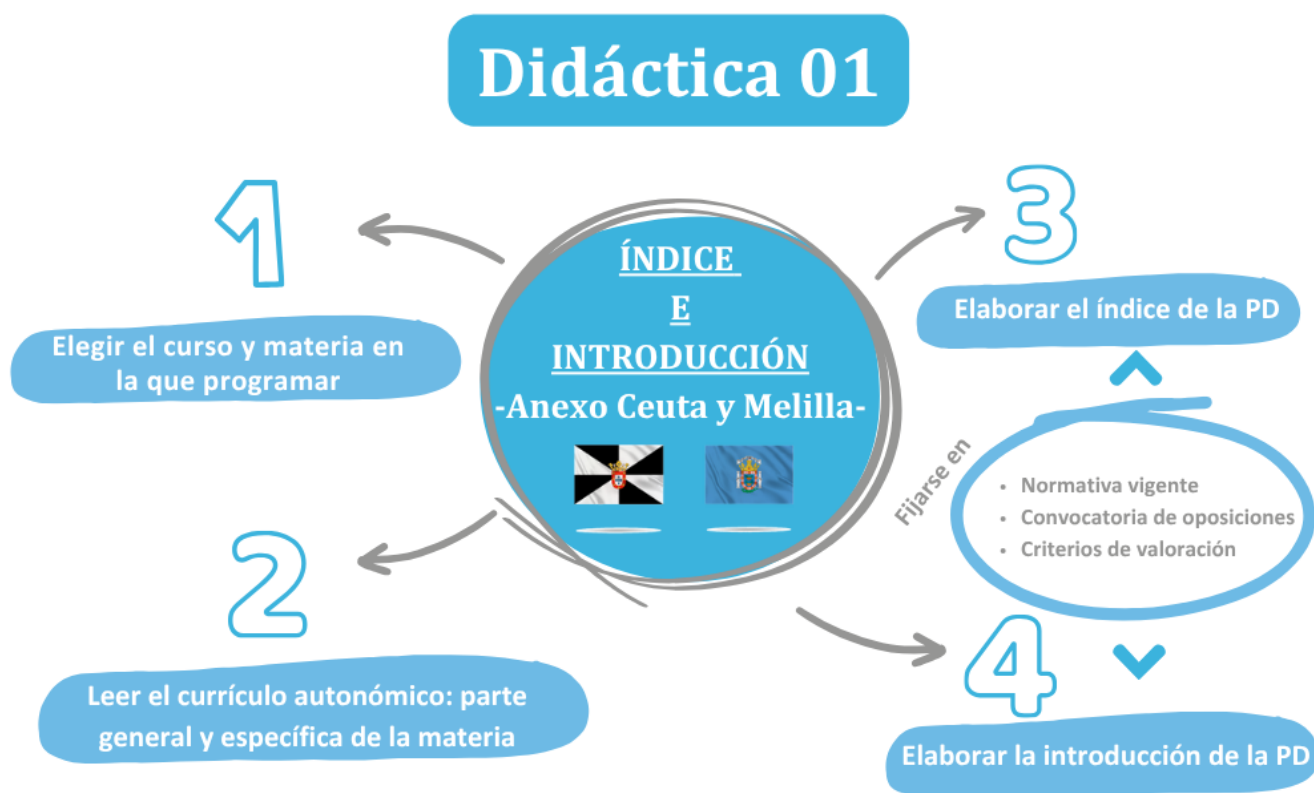 Didáctica 01
1
Elegir el curso y materia en
la que programar
2
Leer el currículo autonómico: parte
general y específica de la materia
ÍNDICE
E
INTRODUCCIÓN
-Anexo Ceuta y Melilla-
3
Elaborar el índice de la PD
Fijarse en
• Normativa vigente
• Convocatoria de oposiciones
• Criterios de valoración
4
Elaborar la introducción de la PD